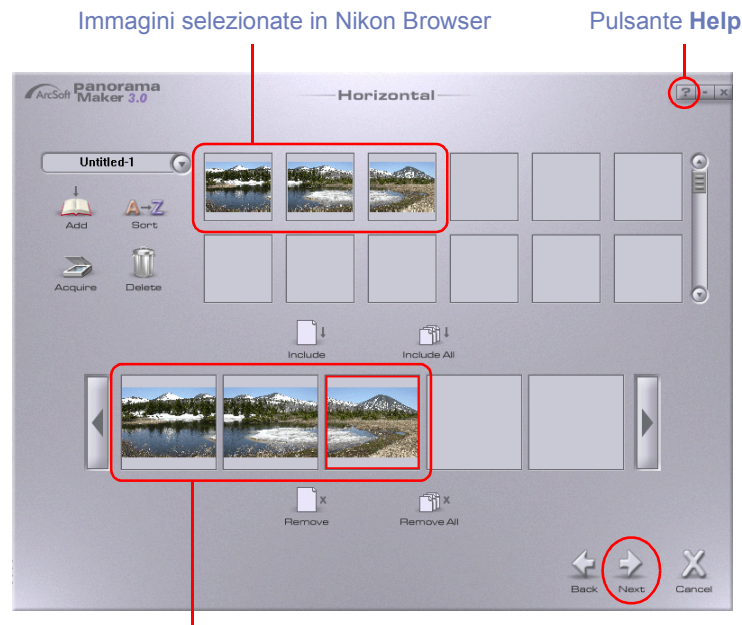 Immagini selezionate in Nikon Browser
Pulsante Help
ArcSoft Panorama Maker 3.0
Horizontal
? - x
Untitled-1
Add
Sort
A→Z
Acquire
Delete
Include
Include All
Remove
Remove All
Back
Next
Cancel